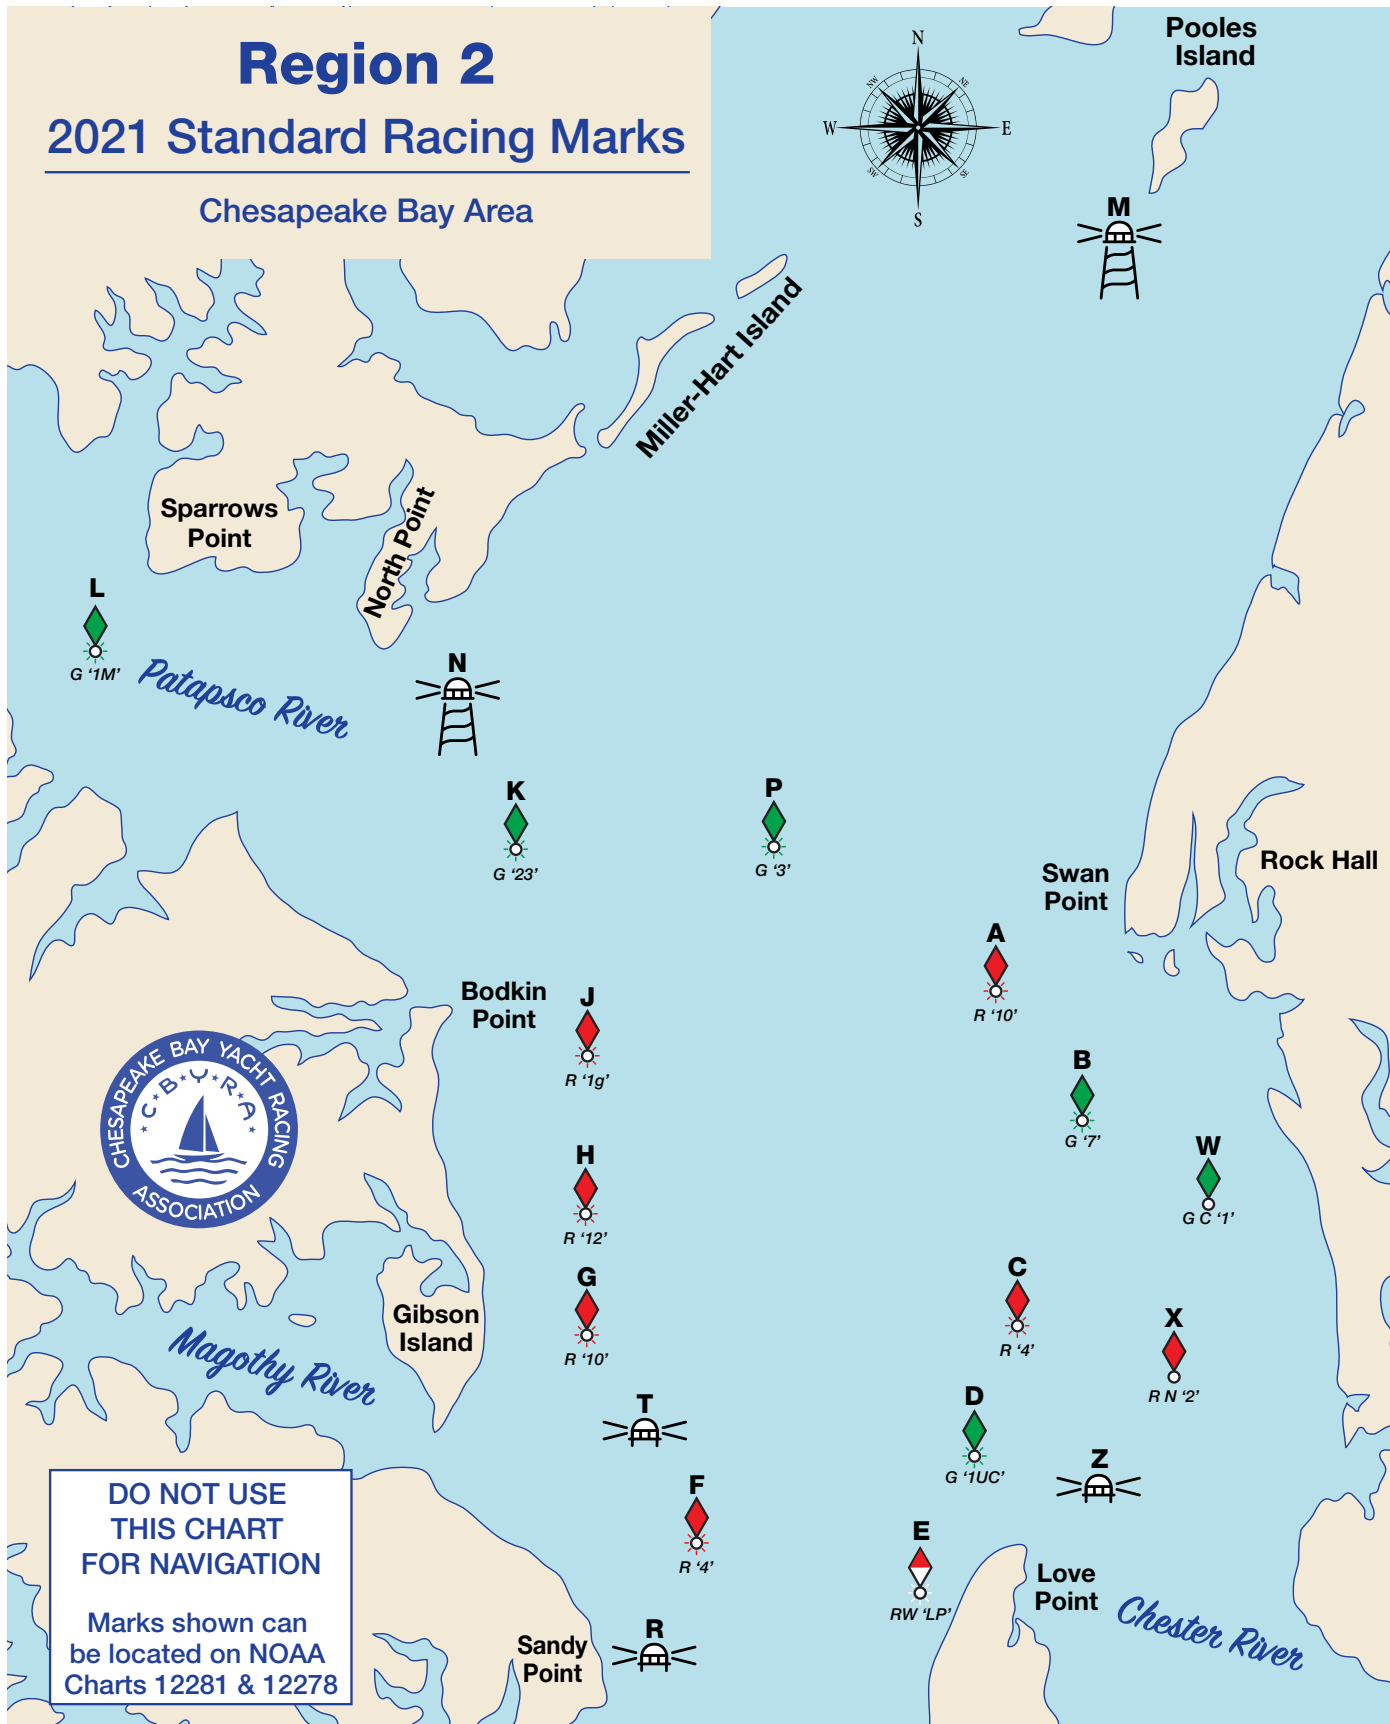 Region 2
2021 Standard Racing Marks
Chesapeake Bay Area
N
NW
NE
W
E
SW
SE
S
Pooles
Island
M
Miller-Hart Island
Sparrows
Point
North Point
L
G ‘1M’
Patapsco River
N
K
G ‘23’
P
G ‘3’
Swan
Point
Rock Hall
A
R ‘10’
Bodkin
Point
J
R ‘1g’
B
G ‘7’
CHESAPEAKE BAY YACHT RACING
ASSOCIATION
C★B★Y★R★A
H
R ‘12’
W
G C ‘1’
G
R ‘10’
C
R ‘4’
Gibson
Island
X
R N ‘2’
Magothy River
T
D
G ‘1UC’
Z
F
R ‘4’
E
RW ‘LP’
Love
Point
Chester River
R
Sandy
Point
DO NOT USE
THIS CHART
FOR NAVIGATION
Marks shown can
be located on NOAA
Charts 12281 & 12278